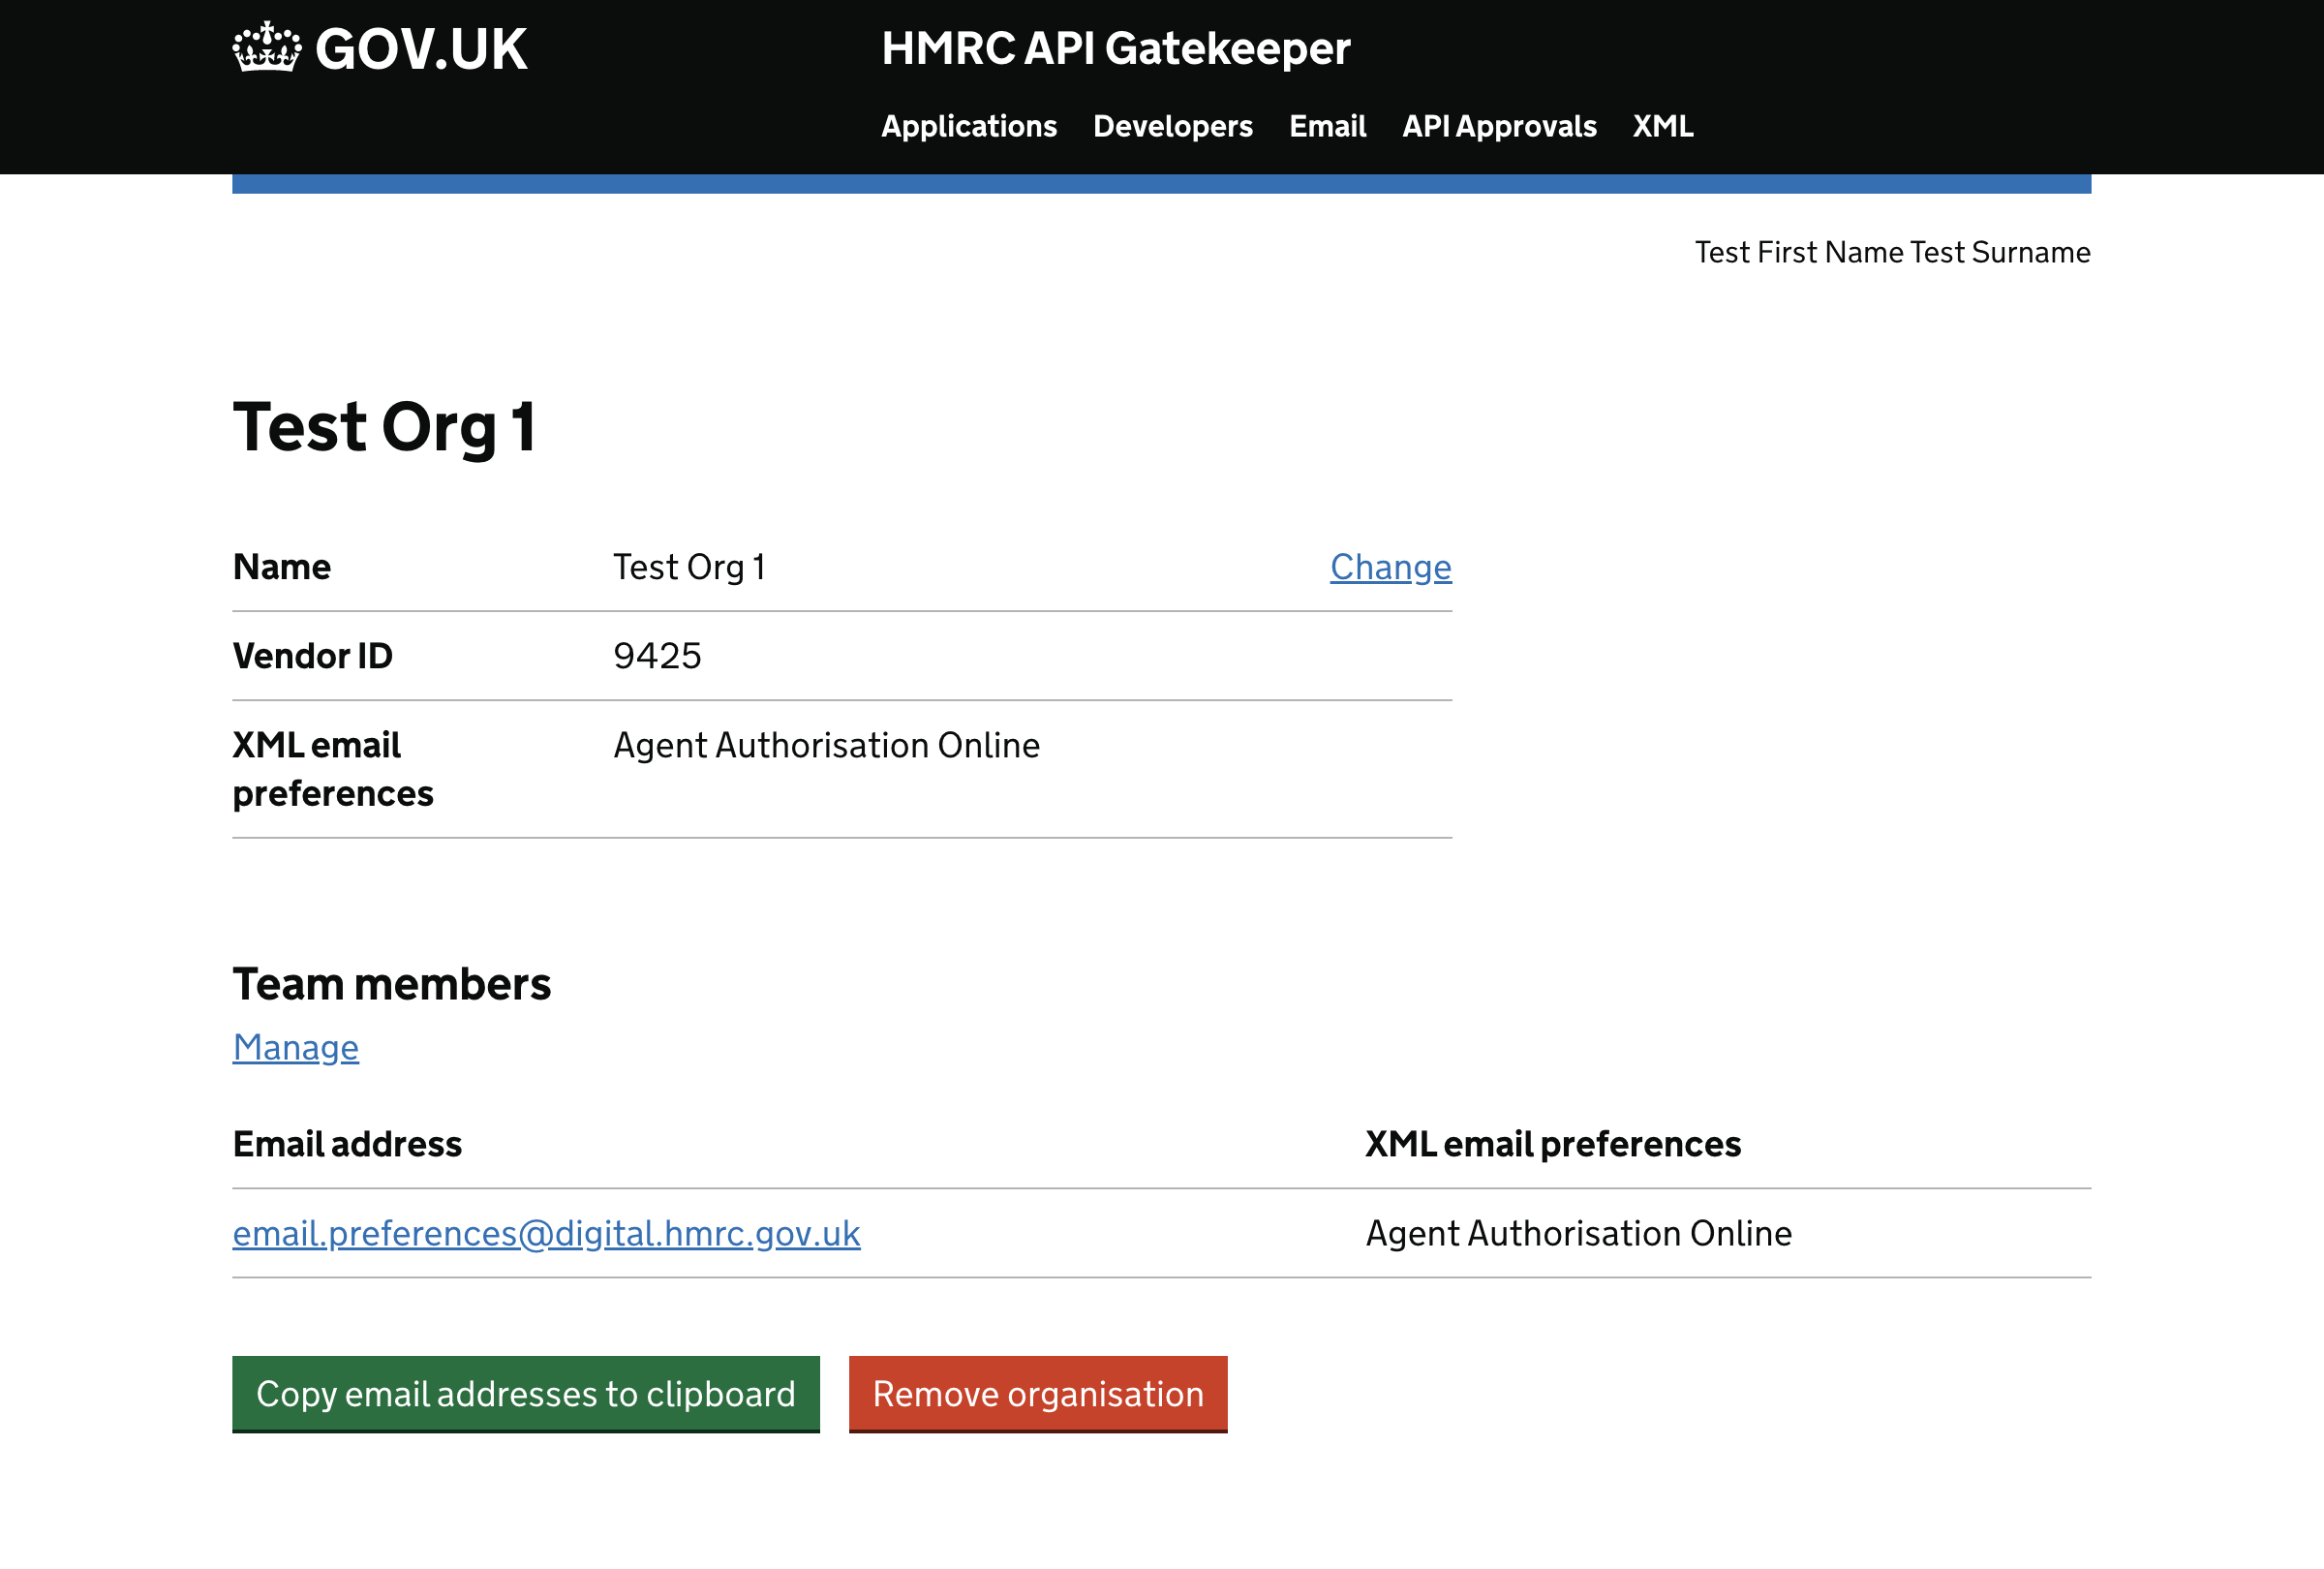 GOV.UK
HMRC API Gatekeeper
Applications Developers Email API Approvals XML
Test First Name Test Surname
Test Org 1
Name Test Org 1 Change
Vendor ID 9425
XML email preferences Agent Authorisation Online
Team members
Manage
Email address XML email preferences
email.preferences@digital.hmrc.gov.uk Agent Authorisation Online
Copy email addresses to clipboard Remove organisation